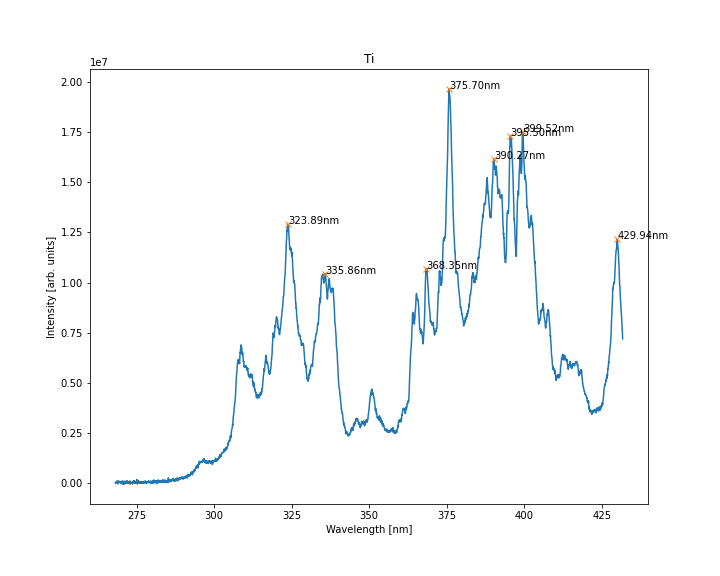 Ti
1e7
2.00
1.75
1.50
1.25
1.00
0.75
0.50
0.25
0.00
Intensity [arb. units]
375.70nm
399.52nm
395.50nm
390.27nm
323.89nm
429.94nm
368.35nm
335.86nm
275
300
325
350
375
400
425
Wavelength [nm]